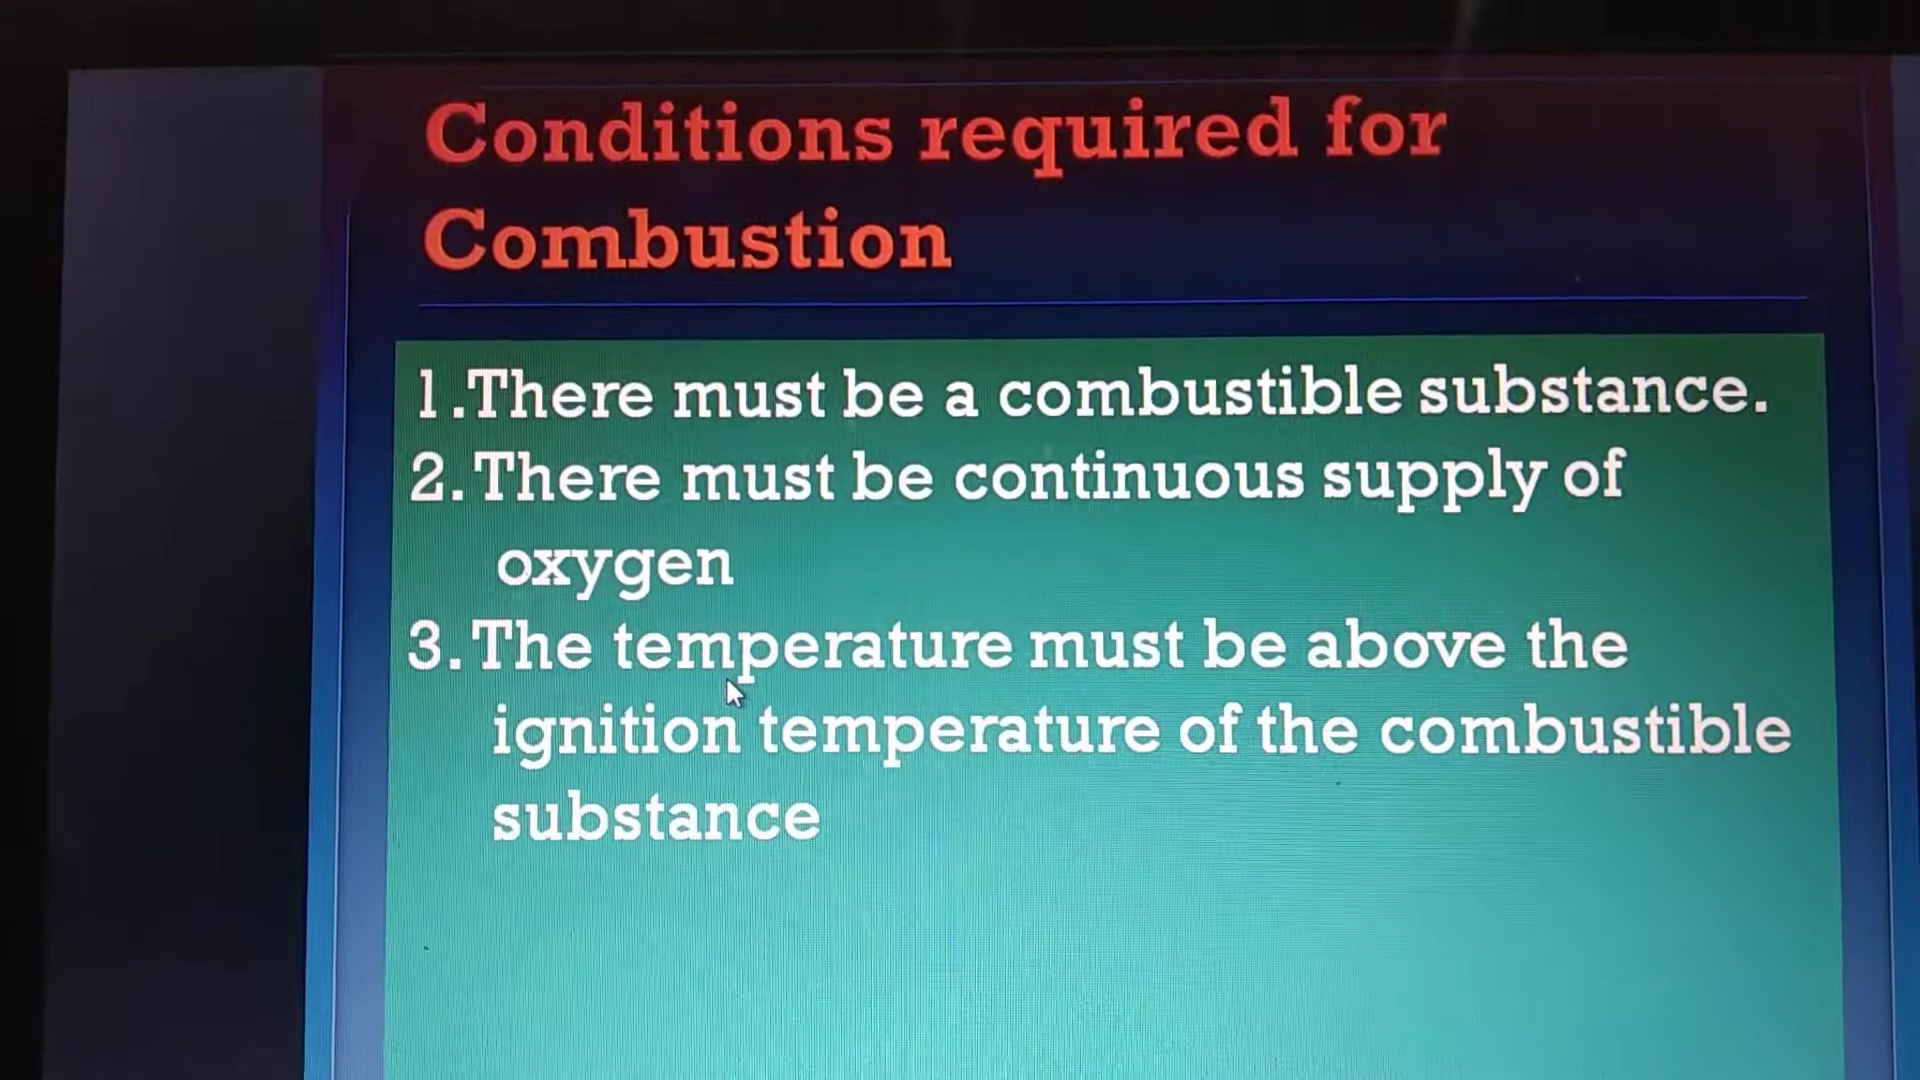 Conditions required for
Combustion
1.There must be a combustible substance.
2.There must be continuous supply of
oxygen
3.The temperature must be above the
ignition temperature of the combustible
substance